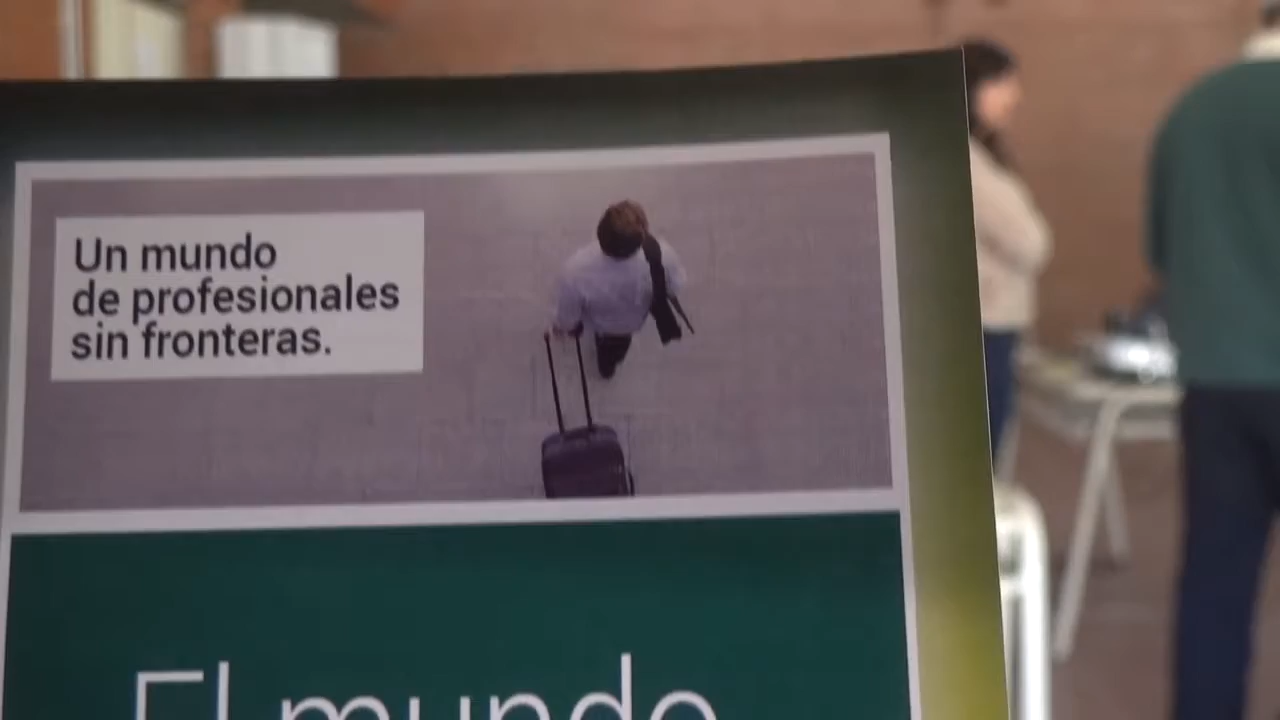 Un mundo
de profesionales
sin fronteras.
El mundo